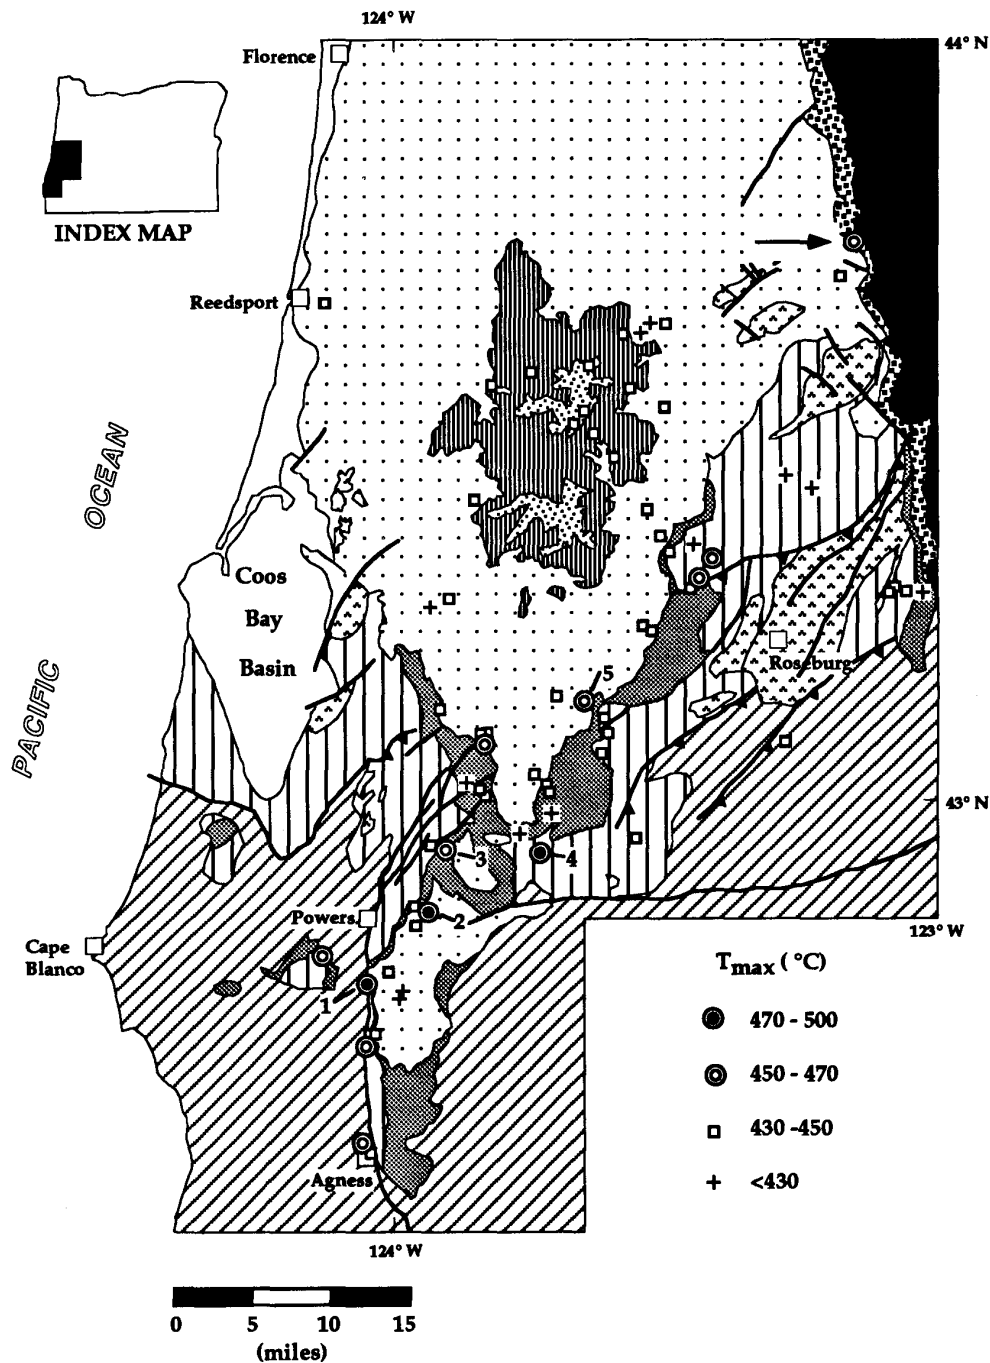 124° W
44° N
Florence
INDEX MAP
Reedsport
PACIFIC OCEAN
Coos
Bay
Basin
Roseburg
5
43° N
3
4
Powers
2
Cape
Blanco
123° W
1
Tmax ( °C)
470 - 500
450 - 470
430 -450
<430
Agness
124° W
0 5 10 15
(miles)